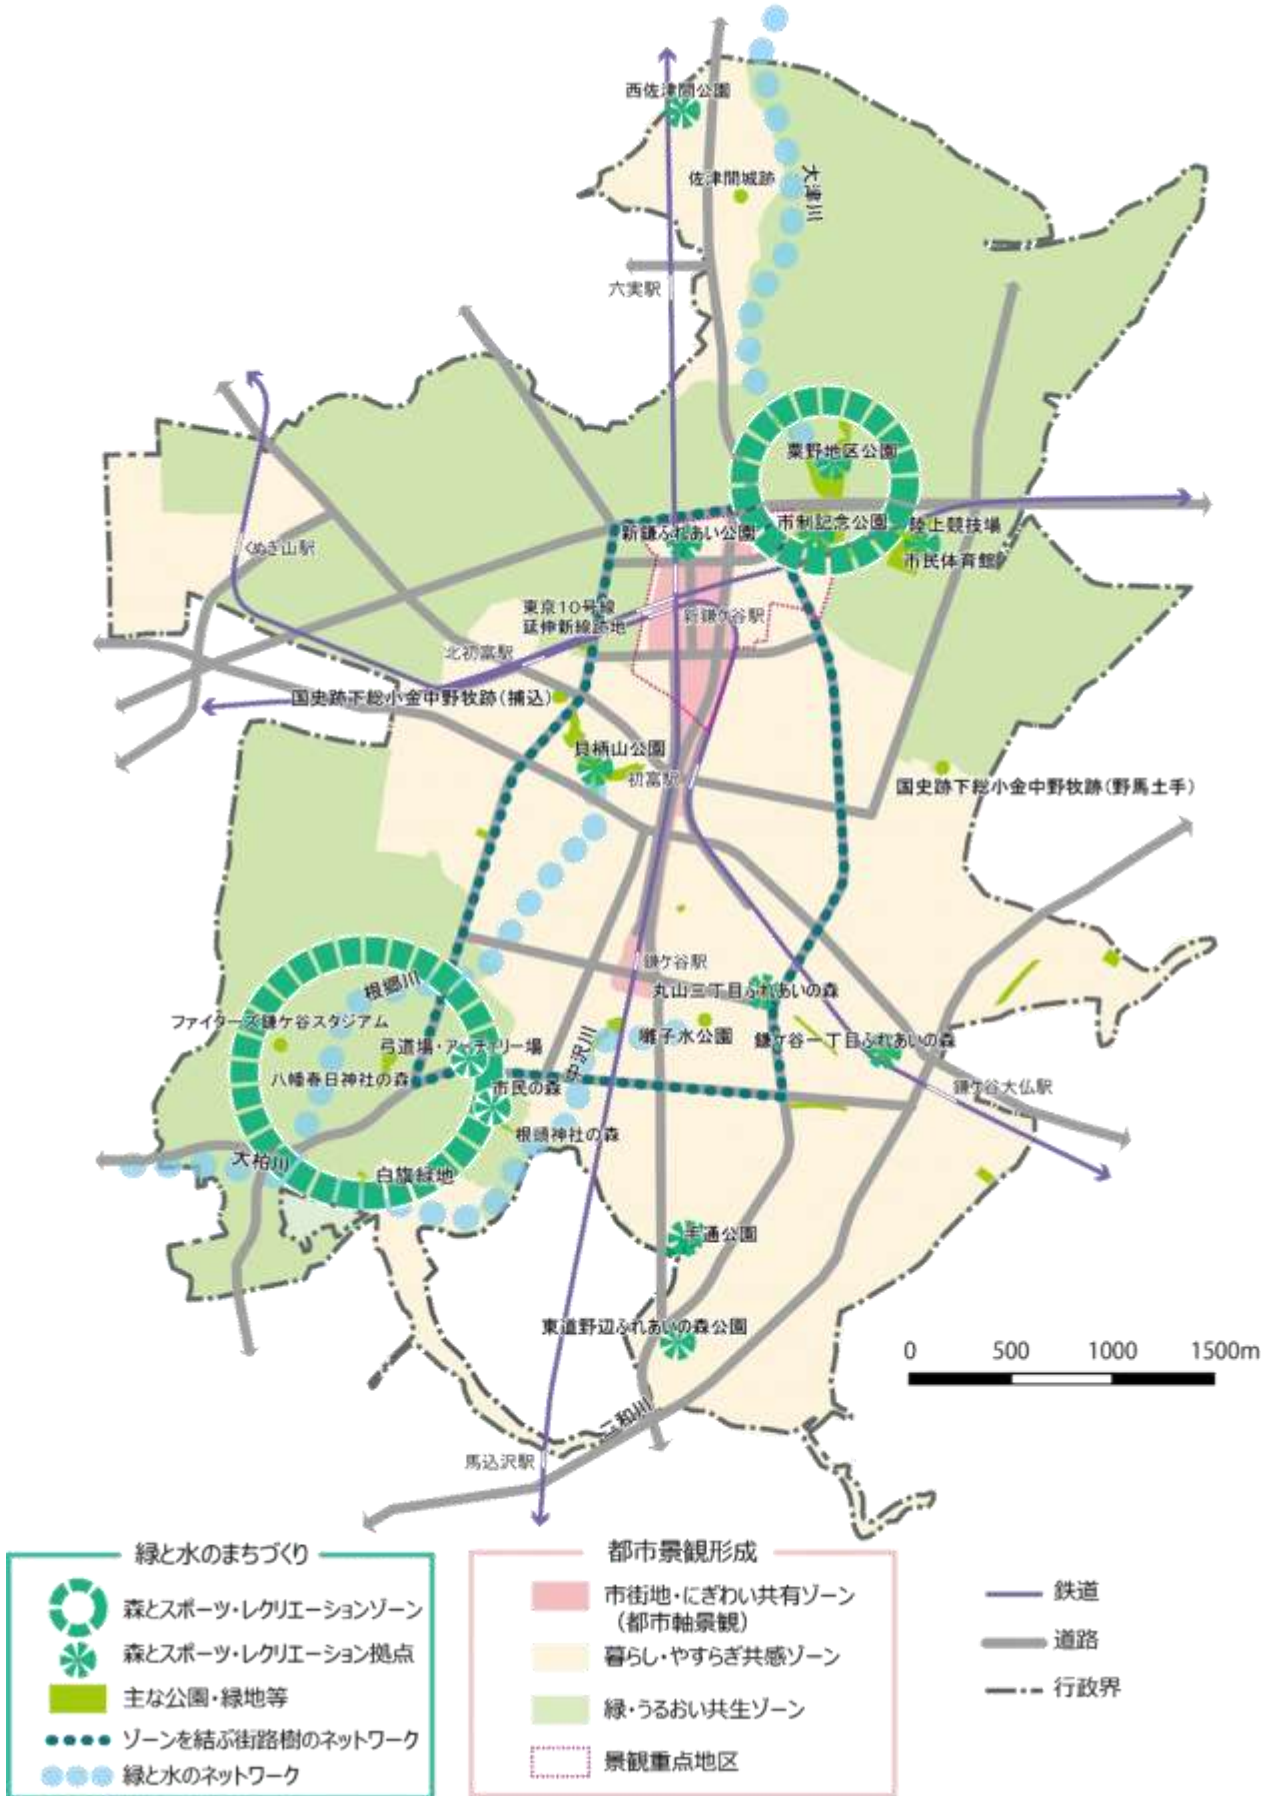 西佐津間公園
佐津間城跡
大津川
六実駅
粟野地区公園
市制記念公園
陸上競技場
新鎌ふれあい公園
市民体育館
くぬぎ山駅
東京10号線
延伸新線跡地
新鎌ケ谷駅
北初富駅
国史跡下総小金中野牧跡(捕込)
貝柄山公園
初富駅
国史跡下総小金中野牧跡(野馬土手)
鎌ケ谷駅
根郷川
丸山三丁目ふれあいの森
ファイターズ鎌ケ谷スタジアム
囃子水公園
弓道場・アーチェリー場
鎌ケ谷一丁目ふれあいの森
中沢川
八幡春日神社の森
市民の森
鎌ケ谷大仏駅
根頭神社の森
大柏川
白旗緑地
手通公園
東道野辺ふれあいの森公園
0 500 1000 1500m
二和川
馬込沢駅
緑と水のまちづくり
森とスポーツ・レクリエーションゾーン
森とスポーツ・レクリエーション拠点
主な公園・緑地等
ゾーンを結ぶ街路樹のネットワーク
緑と水のネットワーク
都市景観形成
市街地・にぎわい共有ゾーン
(都市軸景観)
暮らし・やすらぎ共感ゾーン
緑・うるおい共生ゾーン
景観重点地区
鉄道
道路
行政界